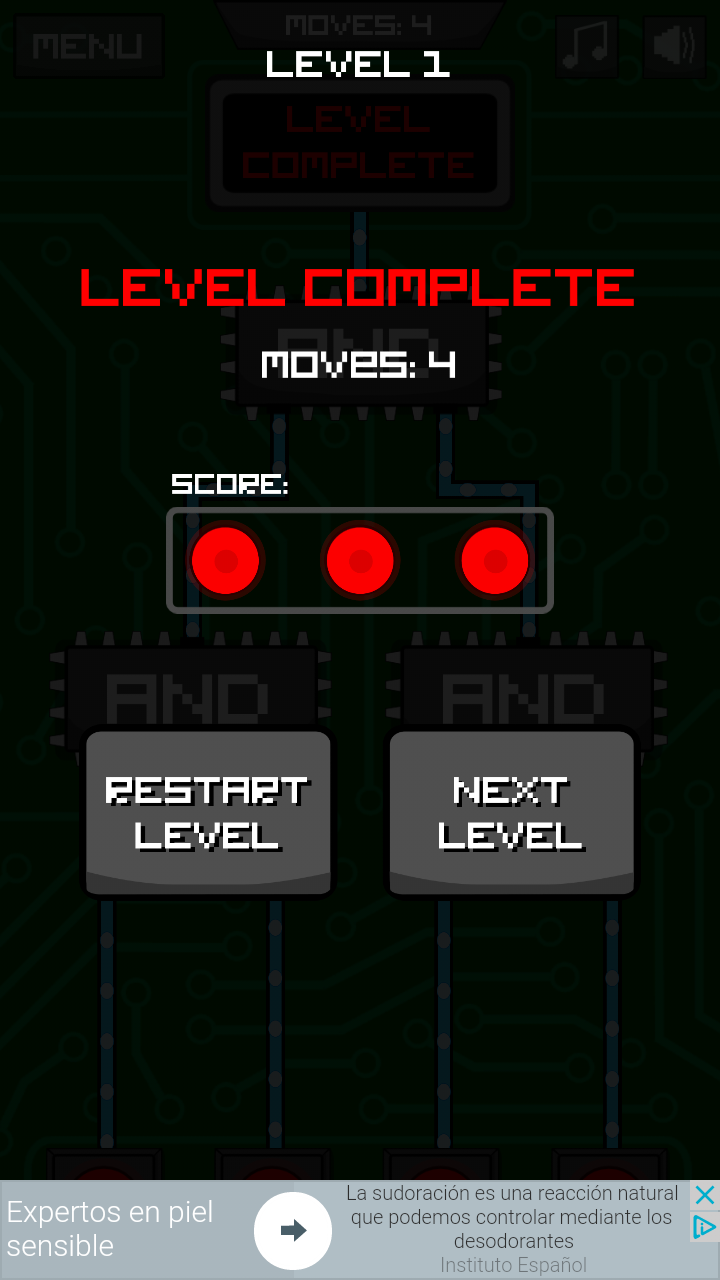 MOVES: 4
MENU
LEVEL 1
LEVEL
COMPLETE
LEVEL COMPLETE
AND
MOVES: 4
SCORE:
AND AND
RESTART
LEVEL
NEXT
LEVEL
Expertos en piel
sensible
La sudoración es una reacción natural
que podemos controlar mediante los
desodorantes
Instituto Español